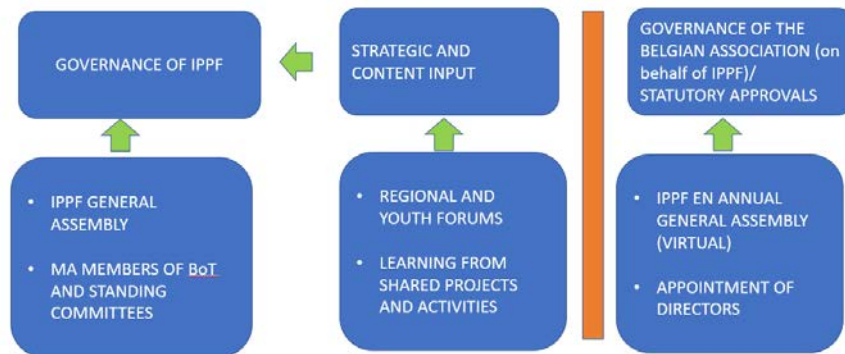 GOVERNANCE OF IPPF
STRATEGIC AND
CONTENT INPUT
GOVERNANCE OF THE
BELGIAN ASSOCIATION (on
behalf of IPPF)/
STATUTORY APPROVALS
• IPPF GENERAL
ASSEMBLY
• MA MEMBERS OF BoT
AND STANDING
COMMITTEES
• REGIONAL AND
YOUTH FORUMS
• LEARNING FROM
SHARED PROJECTS
AND ACTIVITIES
• IPPF EN ANNUAL
GENERAL ASSEMBLY
(VIRTUAL)
• APPOINTMENT OF
DIRECTORS